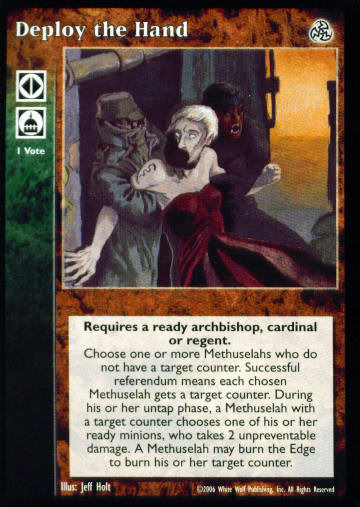 Deploy the Hand
1 Vote
Requires a ready archbishop, cardinal
or regent.
Choose one or more Methuselahs who do
not have a target counter. Successful
referendum means each chosen
Methuselah gets a target counter. During
his or her untap phase, a Methuselah with
a target counter chooses one of his or her
ready minions, who takes 2 unpreventable
damage. A Methuselah may burn the Edge
to burn his or her target counter.
Illus: Jeff Holt
©2006 White Wolf Publishing, Inc. All Rights Reserved